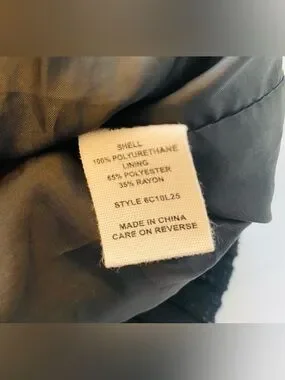 SHELL
100% POLYURETHANE
LINING
65% POLYESTER
35% RAYON
STYLE 6C10L25
MADE IN CHINA
CARE ON REVERSE